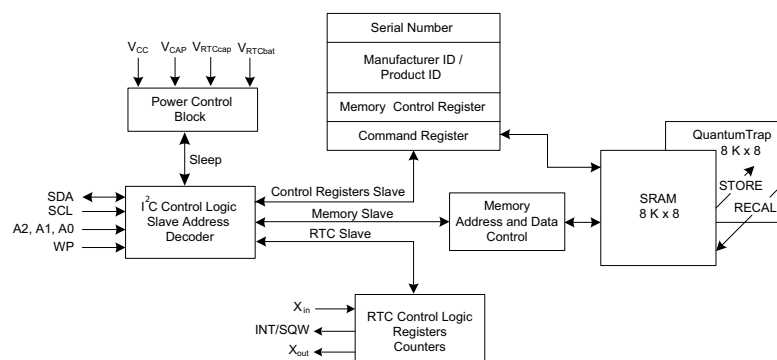 Serial Number
Manufacturer ID /
Product ID
Memory Control Register
Command Register
VCC
VCAP
VRTCcap
VRTCbat
Power Control
Block
Sleep
QuantumTrap
8 K x 8
SDA
SCL
A2, A1, A0
WP
I2C Control Logic
Slave Address
Decoder
Control Registers Slave
Memory Slave
RTC Slave
Memory
Address and Data
Control
SRAM
8 K x 8
STORE
RECAL
Xin
INT/SQW
Xout
RTC Control Logic
Registers
Counters